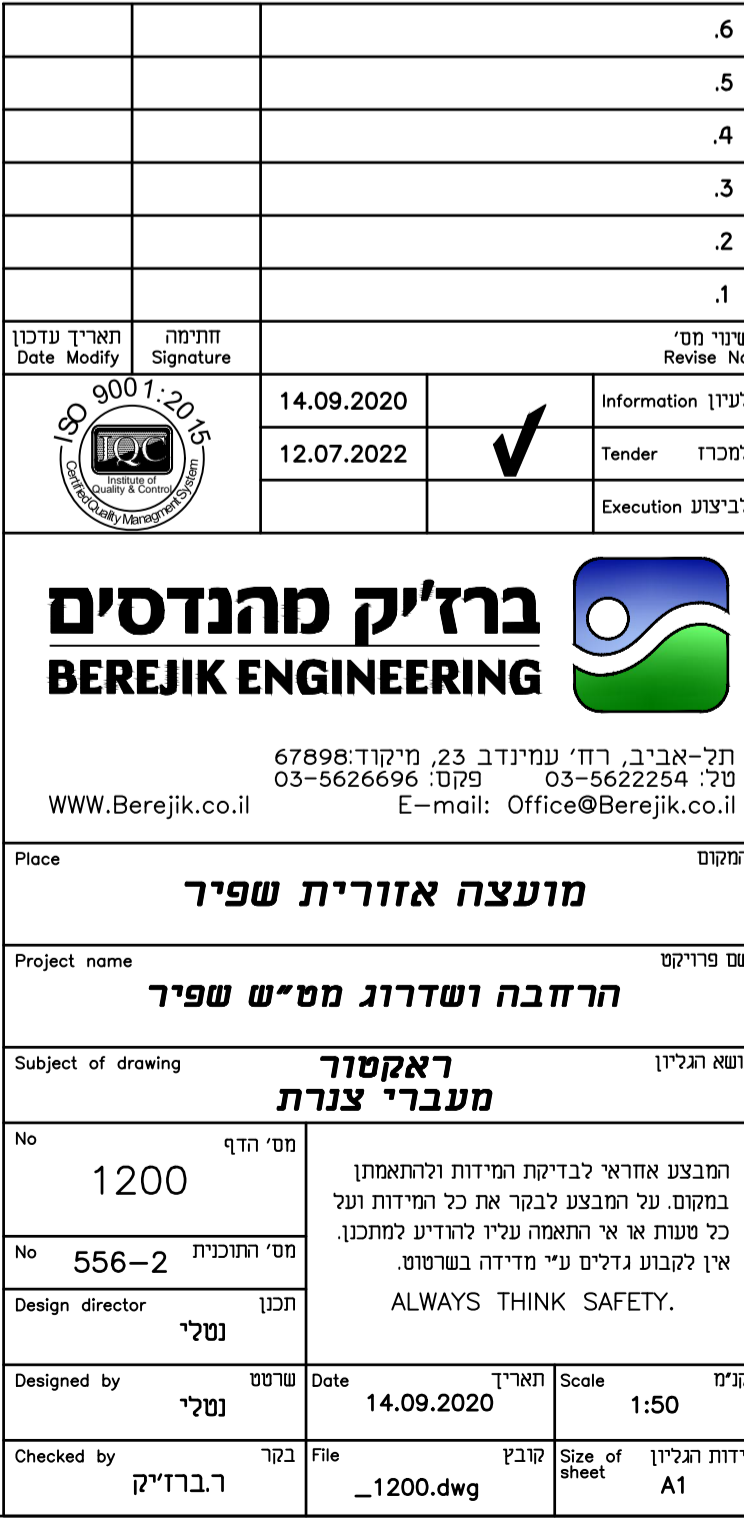 6.
5.
4.
3.
2.
1.
שינוי מס׳ חתימה תאריך עדכון
Revise No Signature Date Modify
לעיון Information 14.09.2020
למכרז Tender ✓ 12.07.2022
לביצוע Execution
ISO 9001:2015
IQC
Institute of
Quality & Control
Certified Quality Managment System
ברז'יק מהנדסים
BEREJIK ENGINEERING
תל-אביב, רח׳ עמינדב 23, מיקוד:67898
טל: 03-5622254 פקס: 03-5626696
WWW.Berejik.co.il E-mail: Office@Berejik.co.il
המקום Place
מועצה אזורית שפיר
שם פרויקט Project name
הרחבה ושדרוג מט״ש שפיר
נושא הגליון Subject of drawing
ראקטור
מעברי צנרת
מס׳ הדף No
1200
מס׳ התוכנית No
556-2
תכנן Design director
נטלי
המבצע אחראי לבדיקת המידות ולהתאמתן
במקום. על המבצע לבקר את כל המידות ועל
כל טעות או אי התאמה עליו להודיע למתכנן.
אין לקבוע גדלים ע״י מדידה בשרטוט.
ALWAYS THINK SAFETY.
שרטט Designed by
נטלי
תאריך Date
14.09.2020
קנ״מ Scale
1:50
בקר Checked by
ר.ברז׳יק
קובץ File
_1200.dwg
מידות הגליון Size of sheet
A1